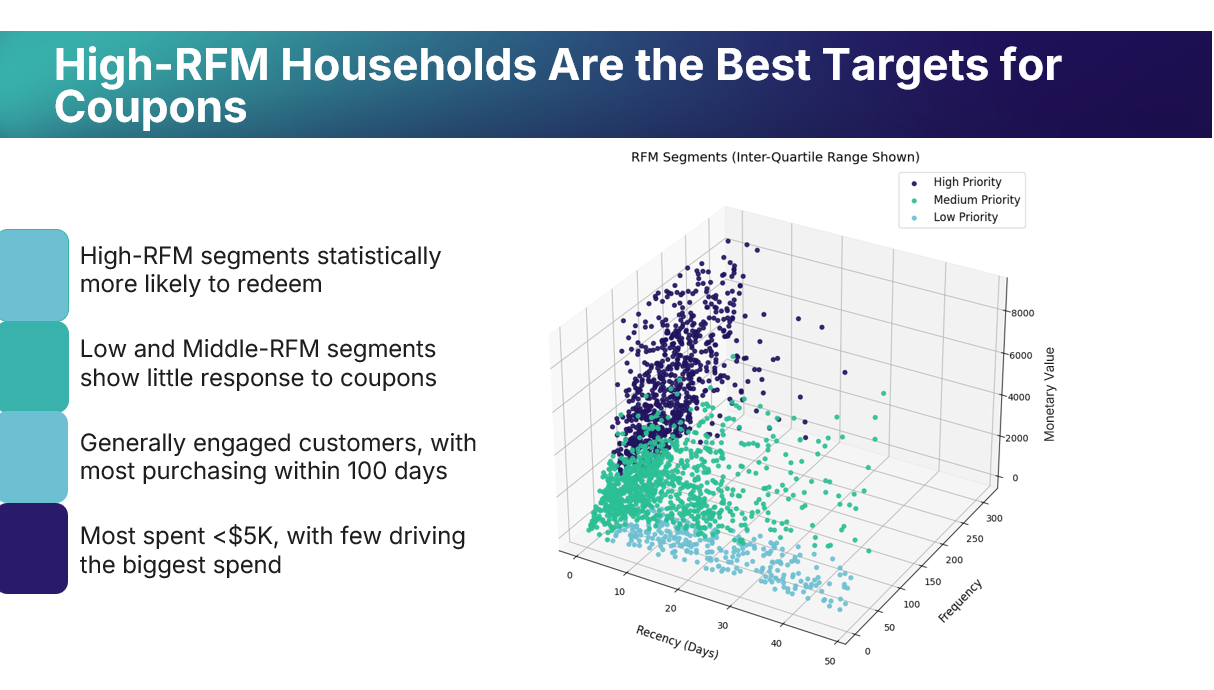 High-RFM Households Are the Best Targets for
Coupons
High-RFM segments statistically
more likely to redeem
Low and Middle-RFM segments
show little response to coupons
Generally engaged customers, with
most purchasing within 100 days
Most spent <$5K, with few driving
the biggest spend
RFM Segments (Inter-Quartile Range Shown)
High Priority
Medium Priority
Low Priority
8000
6000
4000
2000
0
Monetary Value
300
250
200
150
100
50
0
Frequency
0
10
20
30
40
50
Recency (Days)